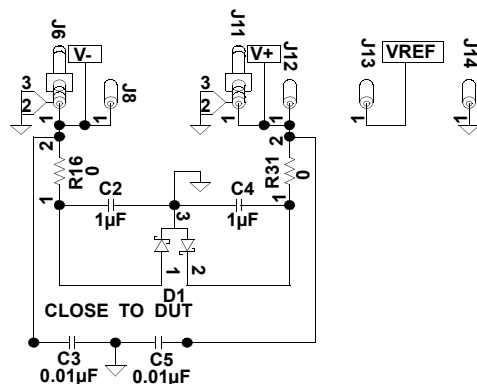 J6
V-
J8
3
2
1
1
2
R16
0
1
J11
V+
J12
3
2
1
1
2
R31
0
1
J13
VREF
1
J14
1
C2
1µF
3
C4
1µF
1
2
D1
CLOSE TO DUT
C3
0.01µF
C5
0.01µF